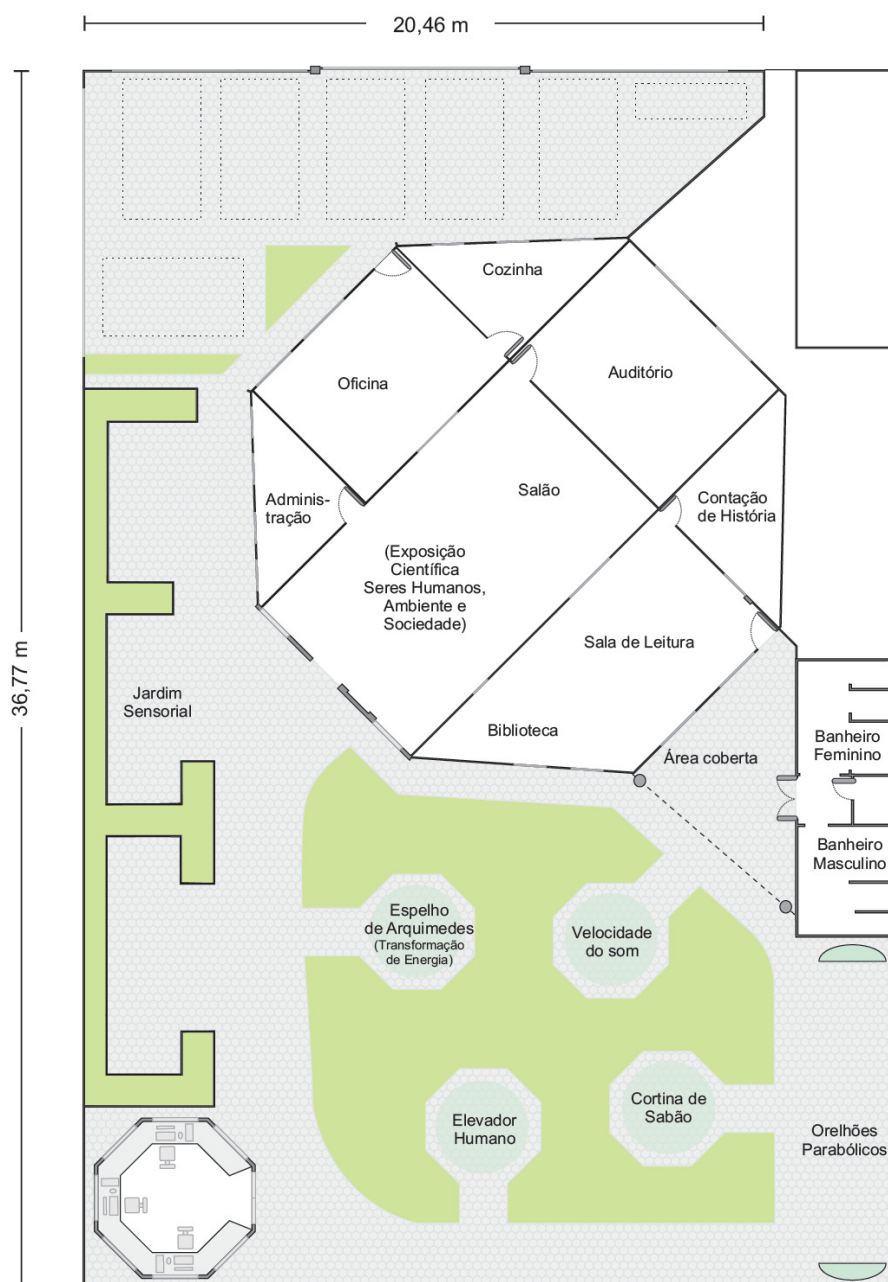 20,46 m
36,77 m
Cozinha
Oficina
Auditório
Adminis-
tração
Salão
Contação
de História
(Exposição
Científica
Seres Humanos,
Ambiente e
Sociedade)
Sala de Leitura
Jardim
Sensorial
Biblioteca
Área coberta
Banheiro
Feminino
Banheiro
Masculino
Espelho
de Arquimedes
(Transformação
de Energia)
Velocidade
do som
Elevador
Humano
Cortina de
Sabão
Orelhões
Parabólicos